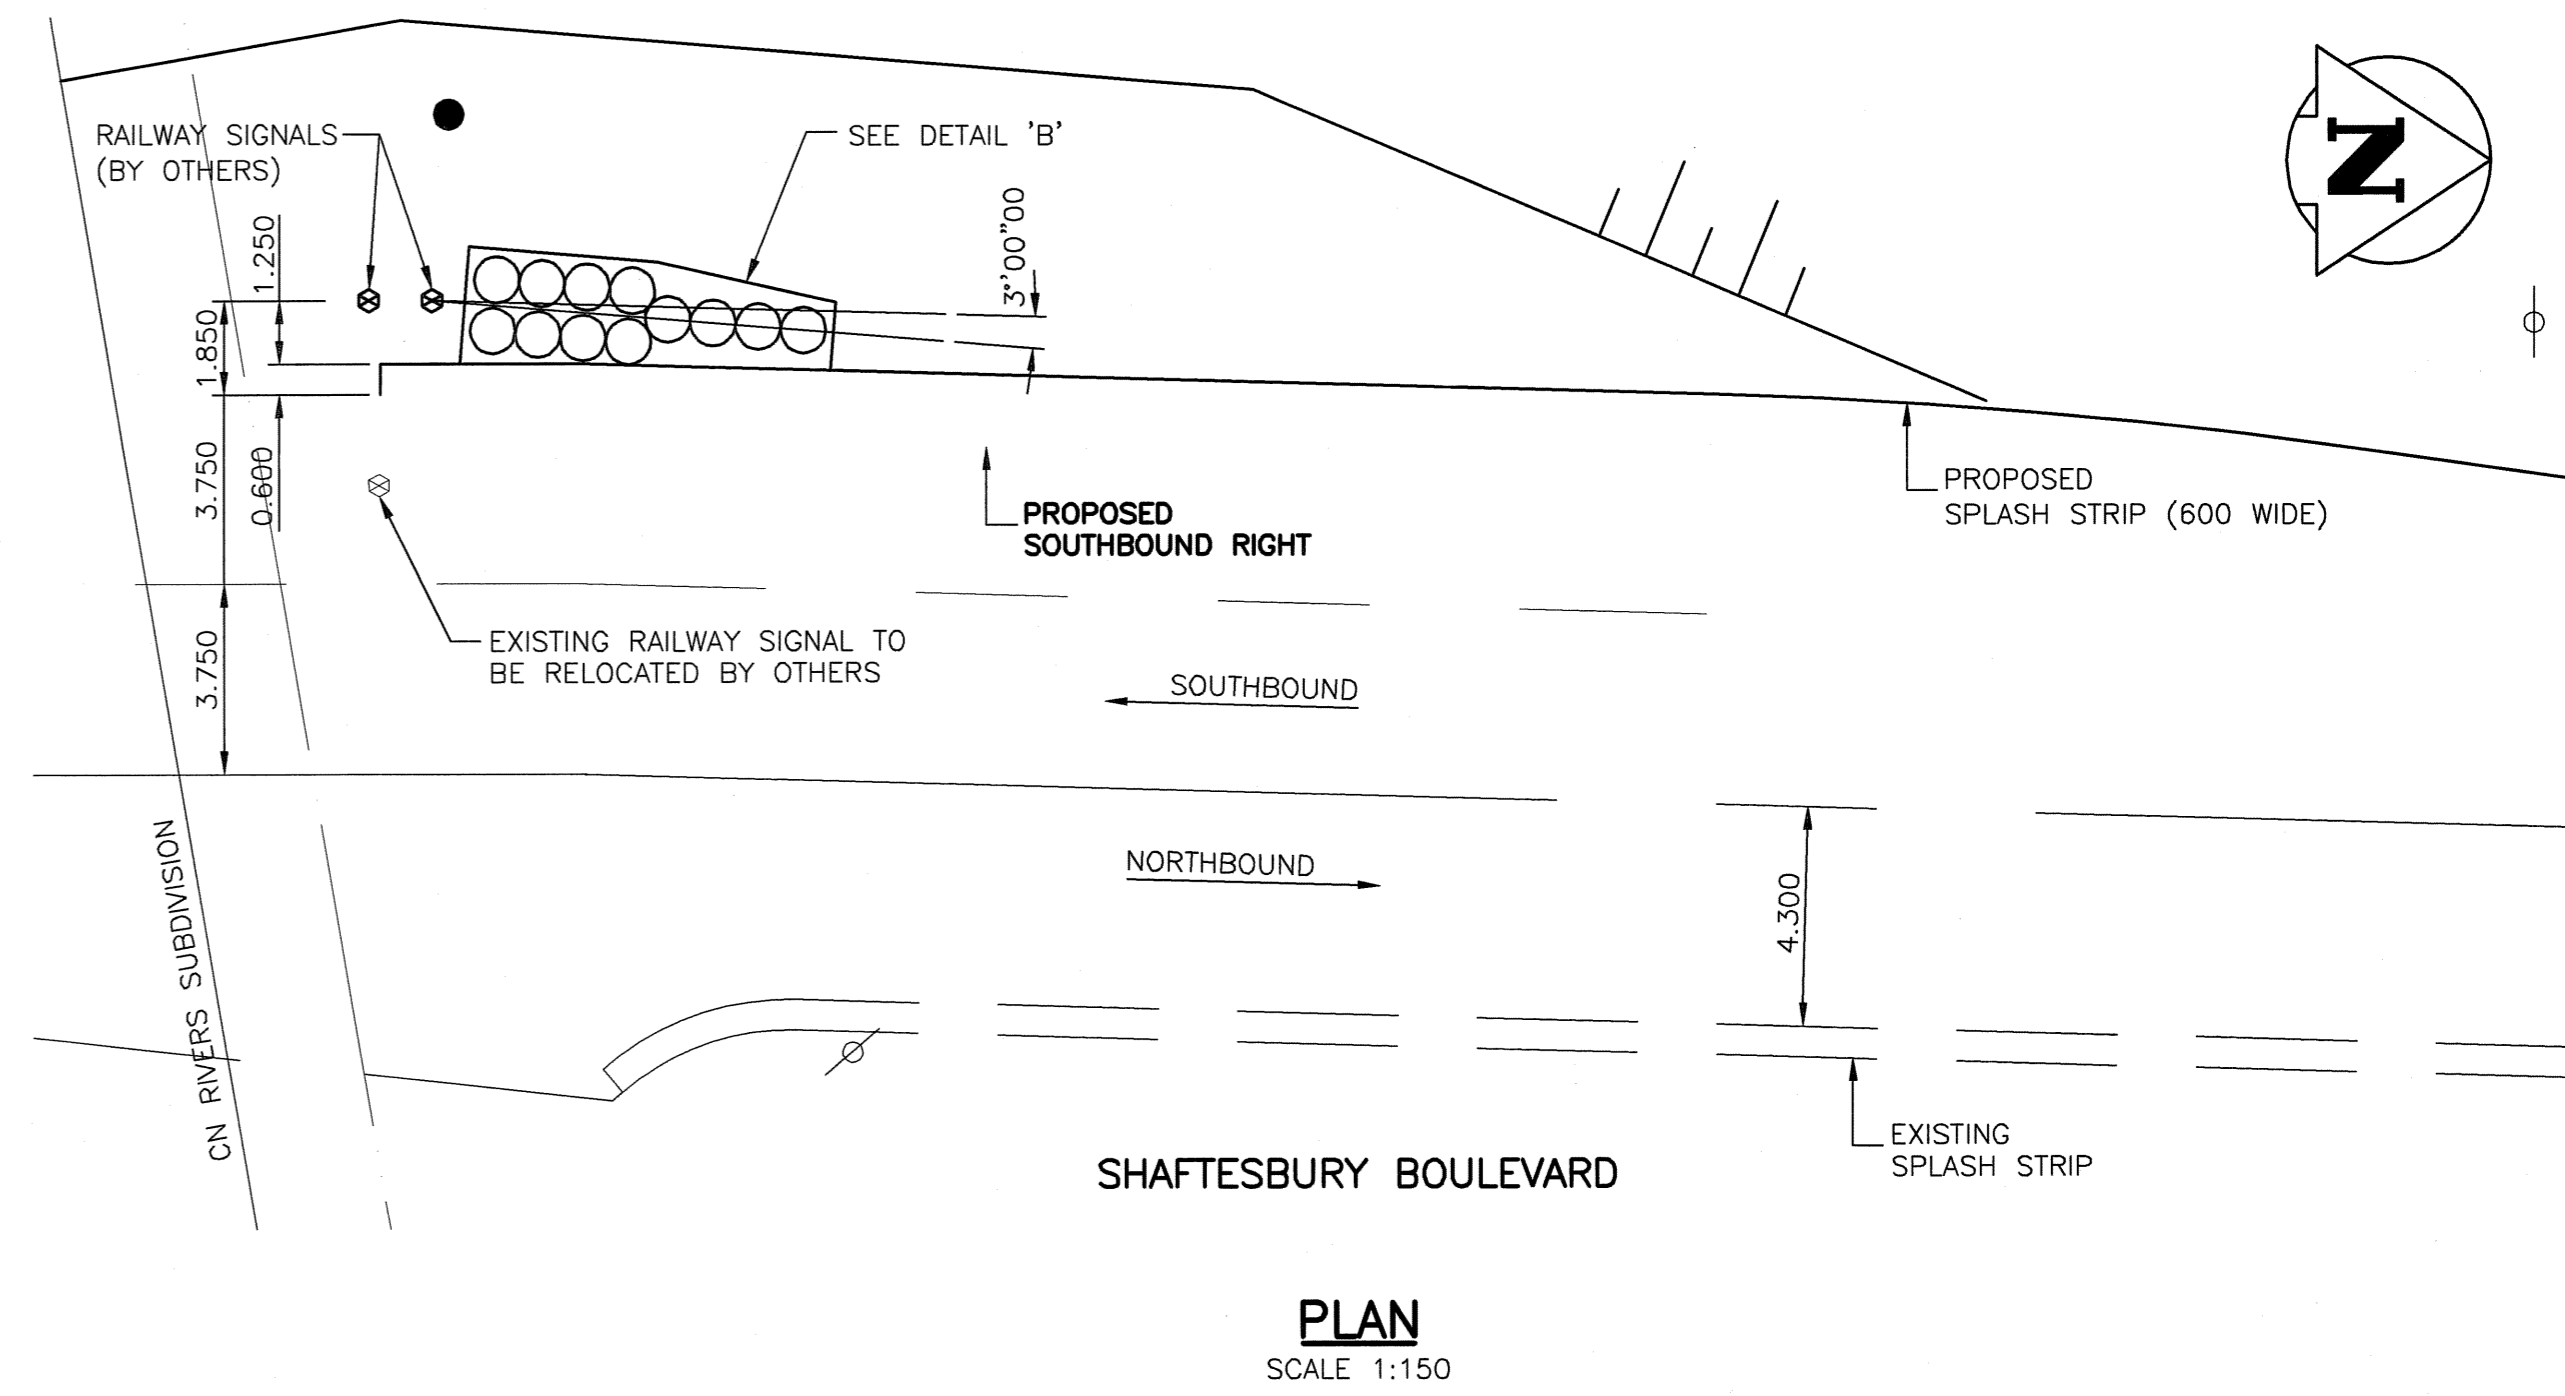 RAILWAY SIGNALS
(BY OTHERS)
SEE DETAIL 'B'
N
1.250
1.850
3°'00"00
3.750
0.600
PROPOSED
SOUTHBOUND RIGHT
PROPOSED
SPLASH STRIP (600 WIDE)
EXISTING RAILWAY SIGNAL TO
BE RELOCATED BY OTHERS
3.750
SOUTHBOUND
NORTHBOUND
4.300
CN RIVERS SUBDIVISION
EXISTING
SPLASH STRIP
SHAFTESBURY BOULEVARD
PLAN
SCALE 1:150